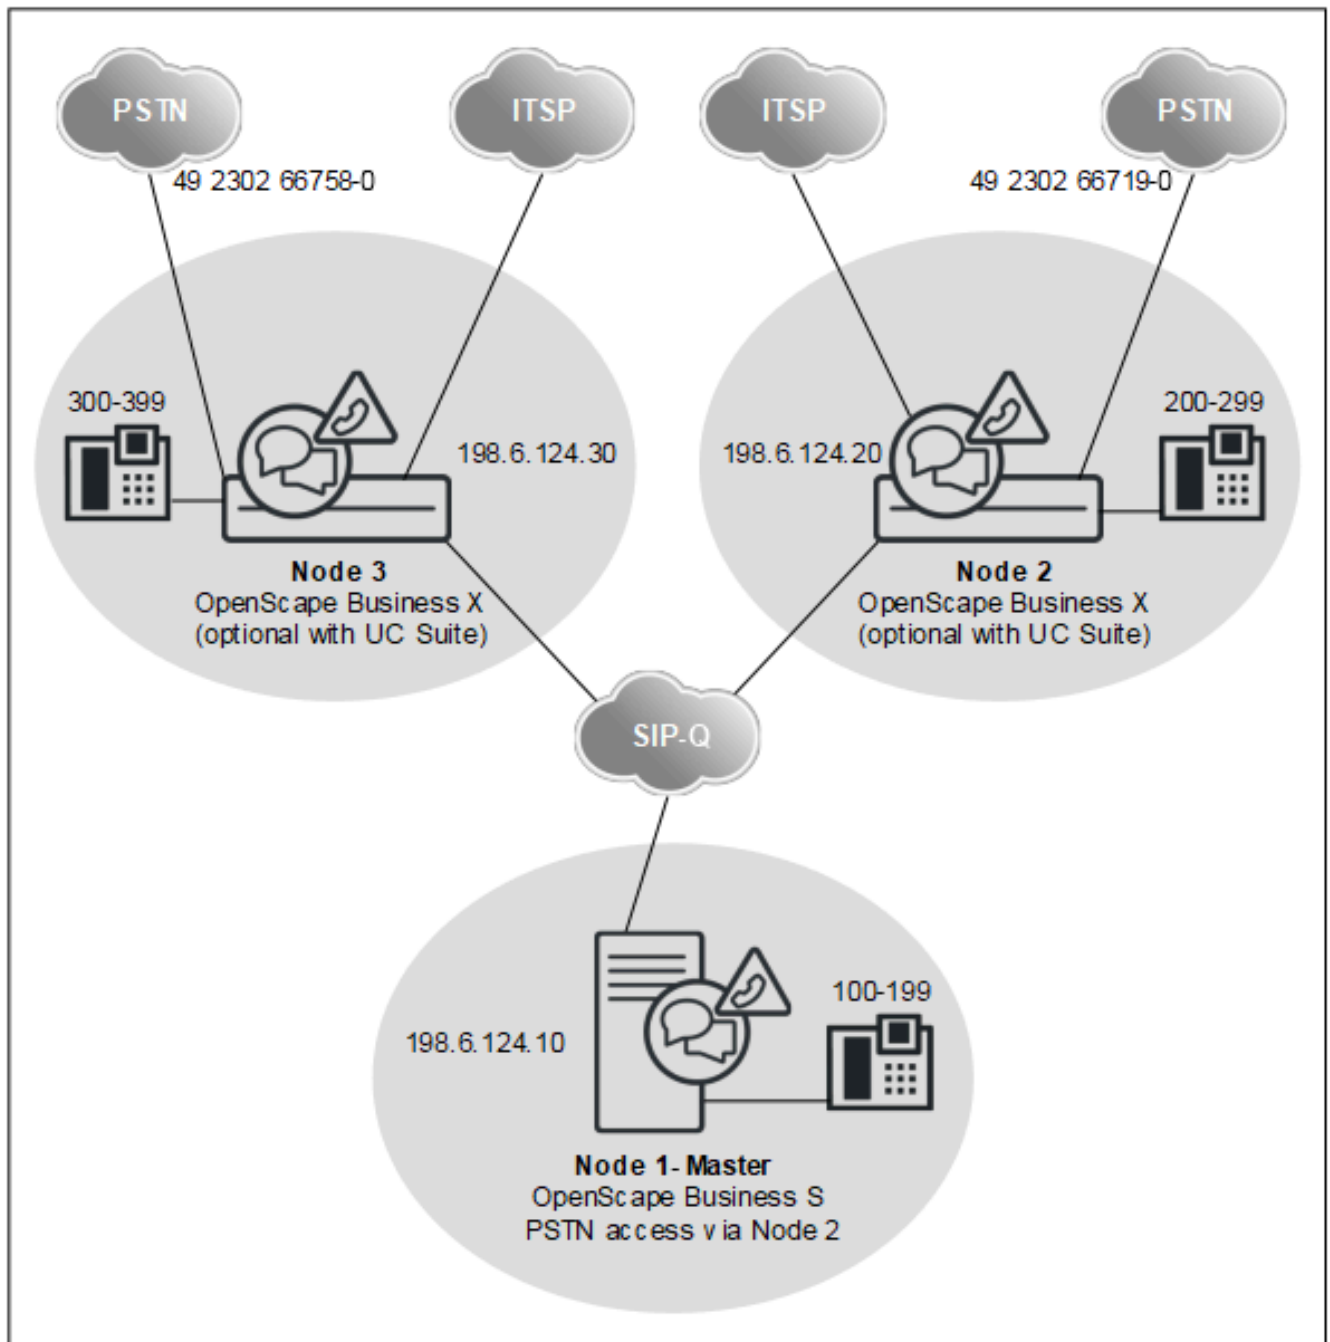 PSTN
ITSP
ITSP
PSTN
49 2302 66758-0
49 2302 66719-0
300-399
200-299
198.6.124.30
198.6.124.20
Node 3
OpenScape Business X
(optional with UC Suite)
Node 2
OpenScape Business X
(optional with UC Suite)
SIP-Q
100-199
198.6.124.10
Node 1- Master
OpenScape Business S
PSTN access via Node 2